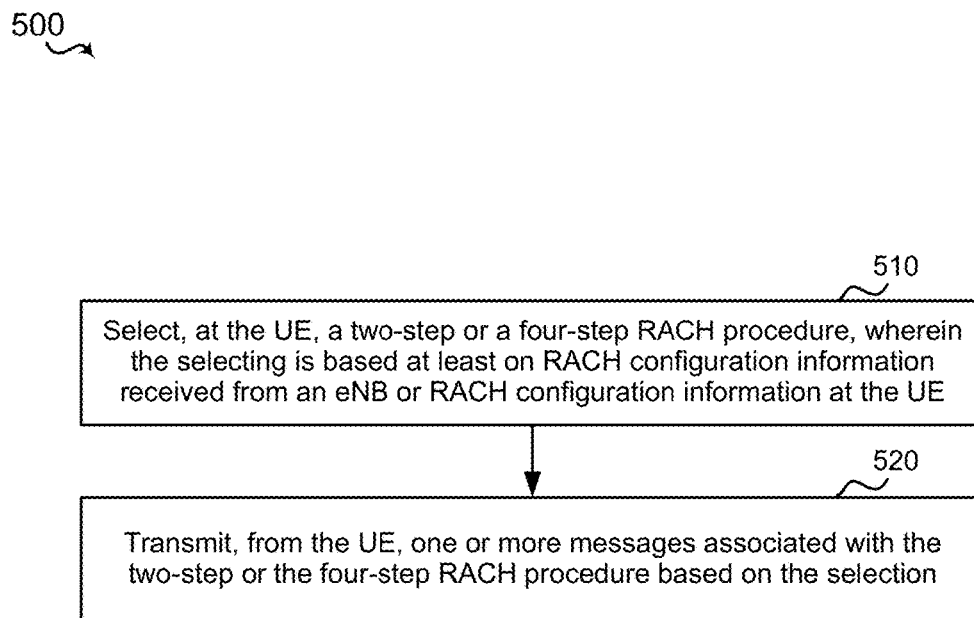 500
510
Select, at the UE, a two-step or a four-step RACH procedure, wherein
the selecting is based at least on RACH configuration information
received from an eNB or RACH configuration information at the UE
520
Transmit, from the UE, one or more messages associated with the
two-step or the four-step RACH procedure based on the selection